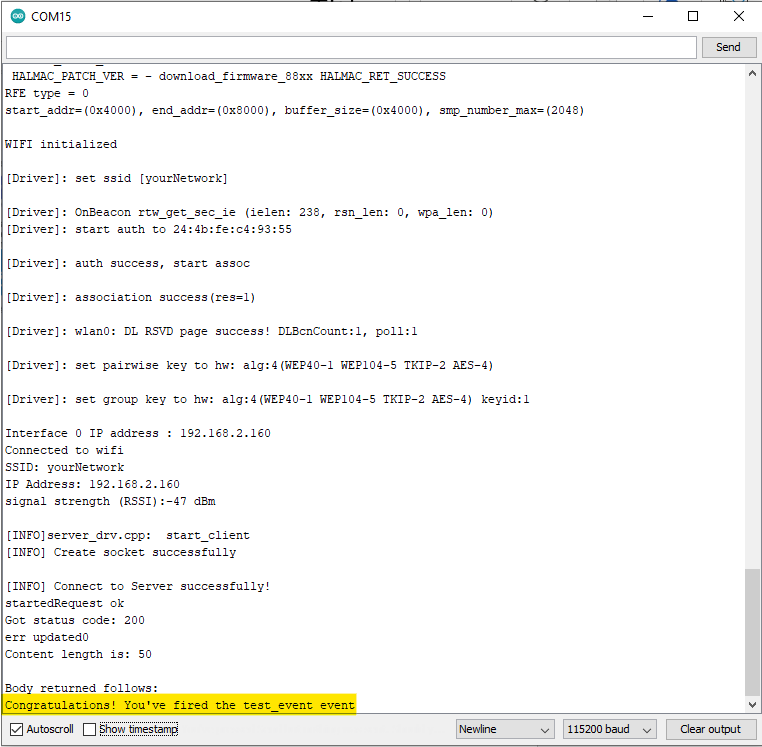 COM15
Send
HALMAC_PATCH_VER = - download_firmware_88xx HALMAC_RET_SUCCESS
RFE type = 0
start_addr=(0x4000), end_addr=(0x8000), buffer_size=(0x4000), smp_number_max=(2048)
WIFI initialized
[Driver]: set ssid [yourNetwork]
[Driver]: OnBeacon rtw_get_sec_ie (ielen: 238, rsn_len: 0, wpa_len: 0)
[Driver]: start auth to 24:4b:fe:c4:93:55
[Driver]: auth success, start assoc
[Driver]: association success(res=1)
[Driver]: wlan0: DL RSVD page success! DLBcnCount:1, poll:1
[Driver]: set pairwise key to hw: alg:4(WEP40-1 WEP104-5 TKIP-2 AES-4)
[Driver]: set group key to hw: alg:4(WEP40-1 WEP104-5 TKIP-2 AES-4) keyid:1
Interface 0 IP address : 192.168.2.160
Connected to wifi
SSID: yourNetwork
IP Address: 192.168.2.160
signal strength (RSSI):-47 dBm
[INFO]server_drv.cpp:  start_client
[INFO] Create socket successfully
[INFO] Connect to Server successfully!
startedRequest ok
Got status code: 200
err updated0
Content length is: 50
Body returned follows:
Congratulations! You've fired the test_event event
Autoscroll Show timestamp Newline 115200 baud Clear output